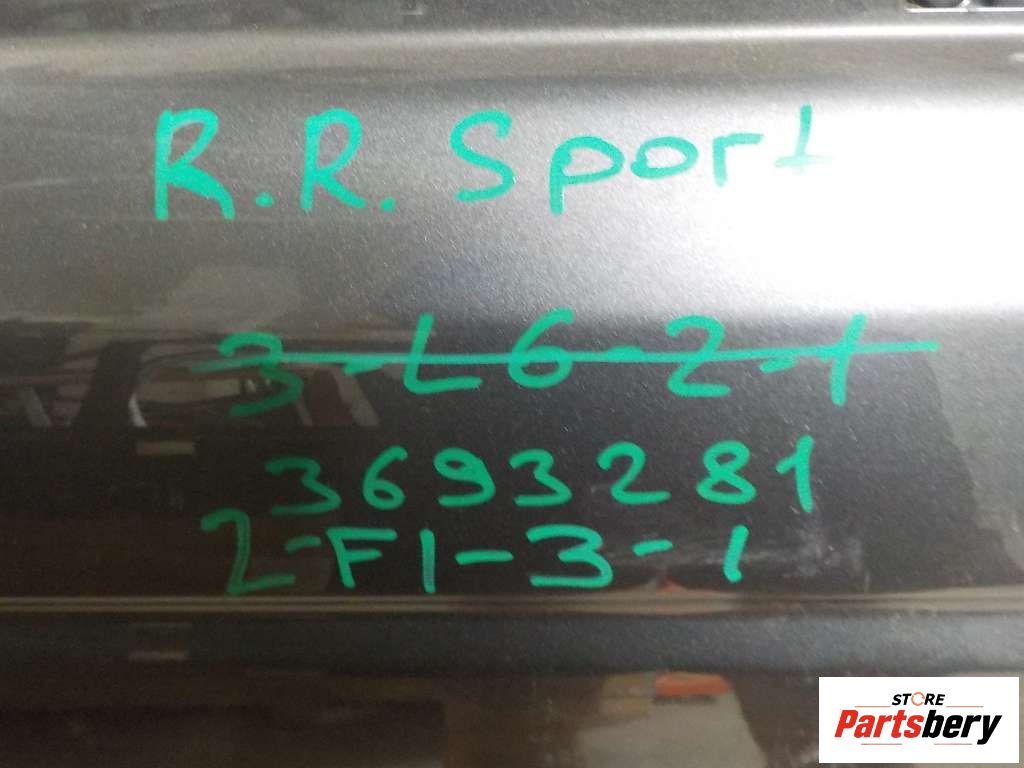 R.R. Sport
3-L6-2-1
3693281
2-F1-3-1
STORE
Partsbery